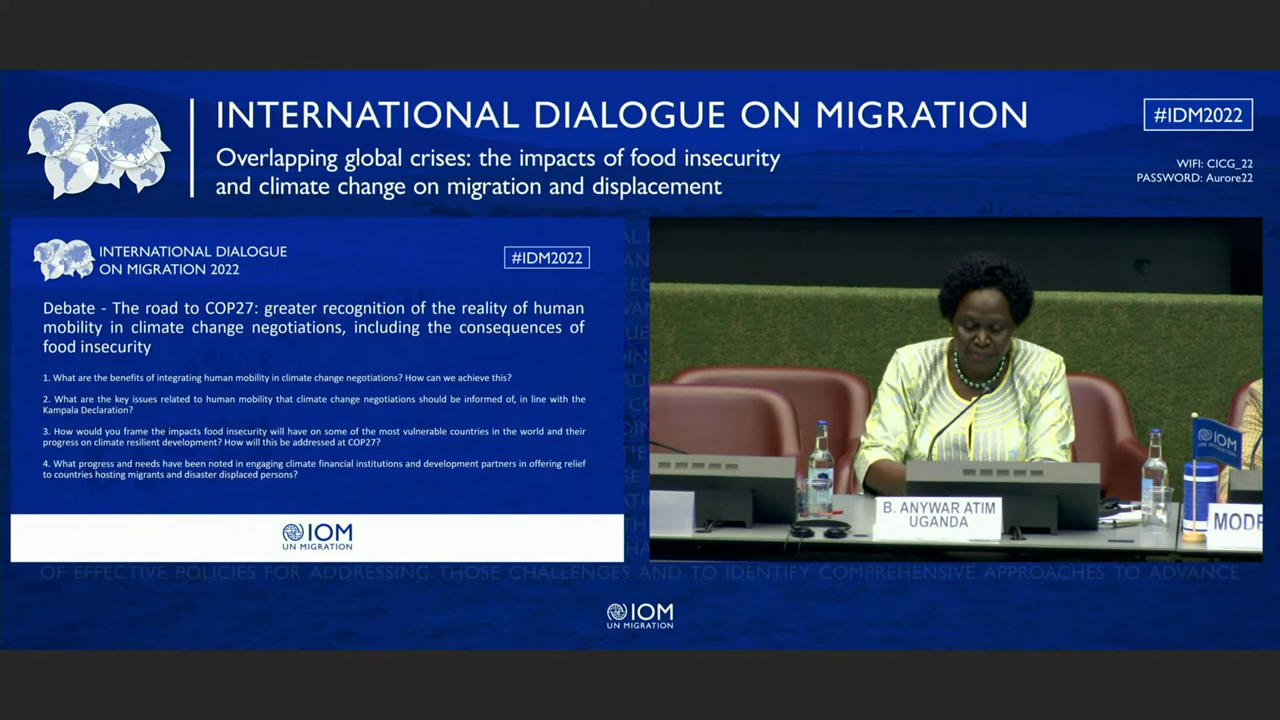 INTERNATIONAL DIALOGUE ON MIGRATION
Overlapping global crises: the impacts of food insecurity
and climate change on migration and displacement
#IDM2022
WIFI: CICG_22
PASSWORD: Aurore22
INTERNATIONAL DIALOGUE
ON MIGRATION 2022
#IDM2022
Debate - The road to COP27: greater recognition of the reality of human
mobility in climate change negotiations, including the consequences of
food insecurity
1. What are the benefits of integrating human mobility in climate change negotiations? How can we achieve this?
2. What are the key issues related to human mobility that climate change negotiations should be informed of, in line with the
Kampala Declaration?
3. How would you frame the impacts food insecurity will have on some of the most vulnerable countries in the world and their
progress on climate resilient development? How will this be addressed at COP27?
4. What progress and needs have been noted in engaging climate financial institutions and development partners in offering relief
to countries hosting migrants and disaster displaced persons?
IOM
UN MIGRATION
B. ANYWAR ATIM
UGANDA
IOM
UN MIGRATION
MODE
OF EFFECTIVE POLICIES FOR ADDRESSING THOSE CHALLENGES AND TO IDENTIFY COMPREHENSIVE APPROACHES TO ADVANCE
IOM
UN MIGRATION